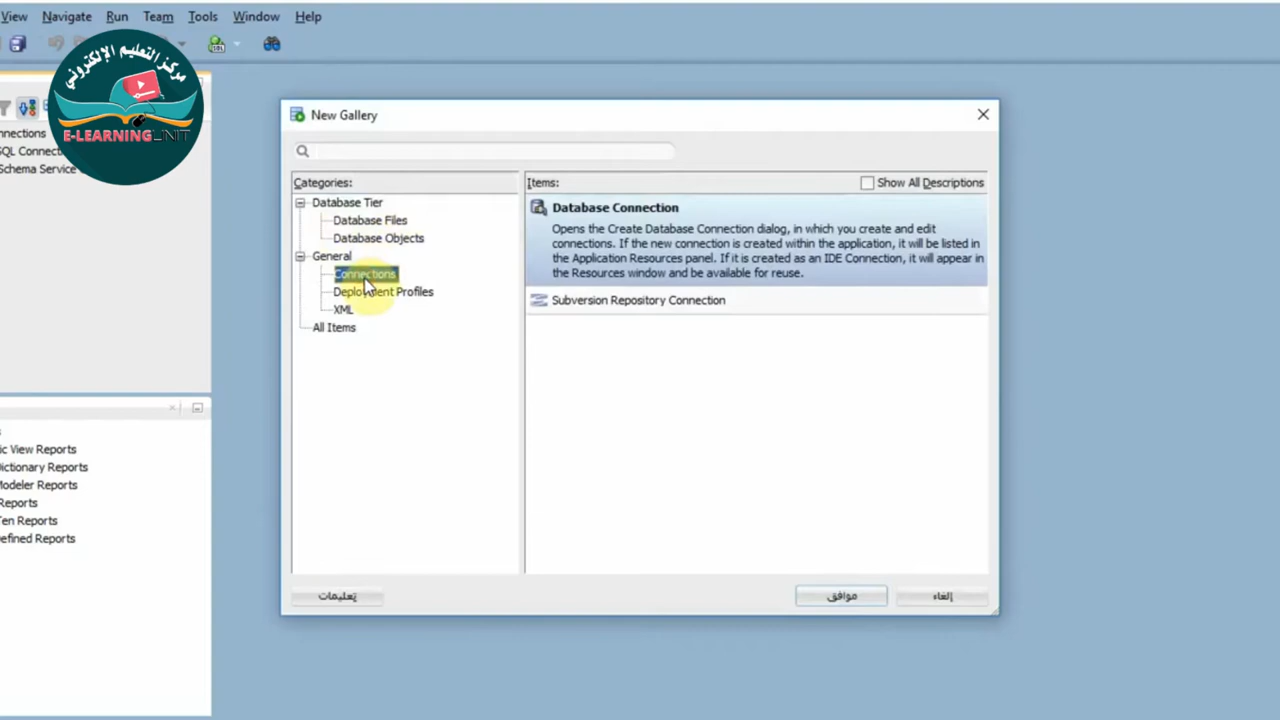 View Navigate Run Team Tools Window Help
SQL
مركز التعليم الإلكتروني
E-LEARNING UNIT
nnections
SQL Connect
Schema Service
New Gallery
Categories:
Database Tier
Database Files
Database Objects
General
Connections
Deployment Profiles
XML
All Items
Items:
Show All Descriptions
Database Connection
Opens the Create Database Connection dialog, in which you create and edit
connections. If the new connection is created within the application, it will be listed in
the Application Resources panel. If it is created as an IDE Connection, it will appear
in the Resources window and be available for reuse.
Subversion Repository Connection
تعليمات
موافق
إلغاء
s
ic View Reports
Dictionary Reports
Modeler Reports
Reports
Ten Reports
efined Reports